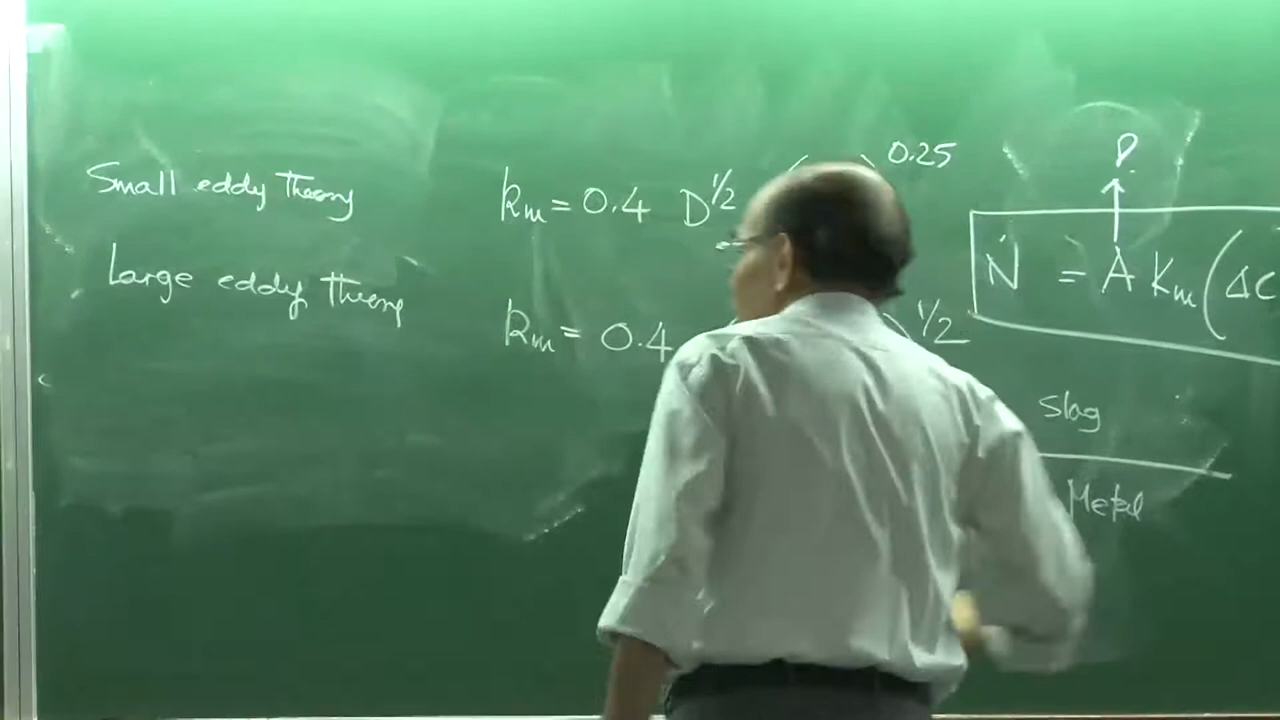 Small eddy Theory
Large eddy Theory
km = 0.4 D^1/2 ( ) 0.25
km = 0.4 ) 1/2
P
Ṅ = A Km (ΔC
Slag
Metal